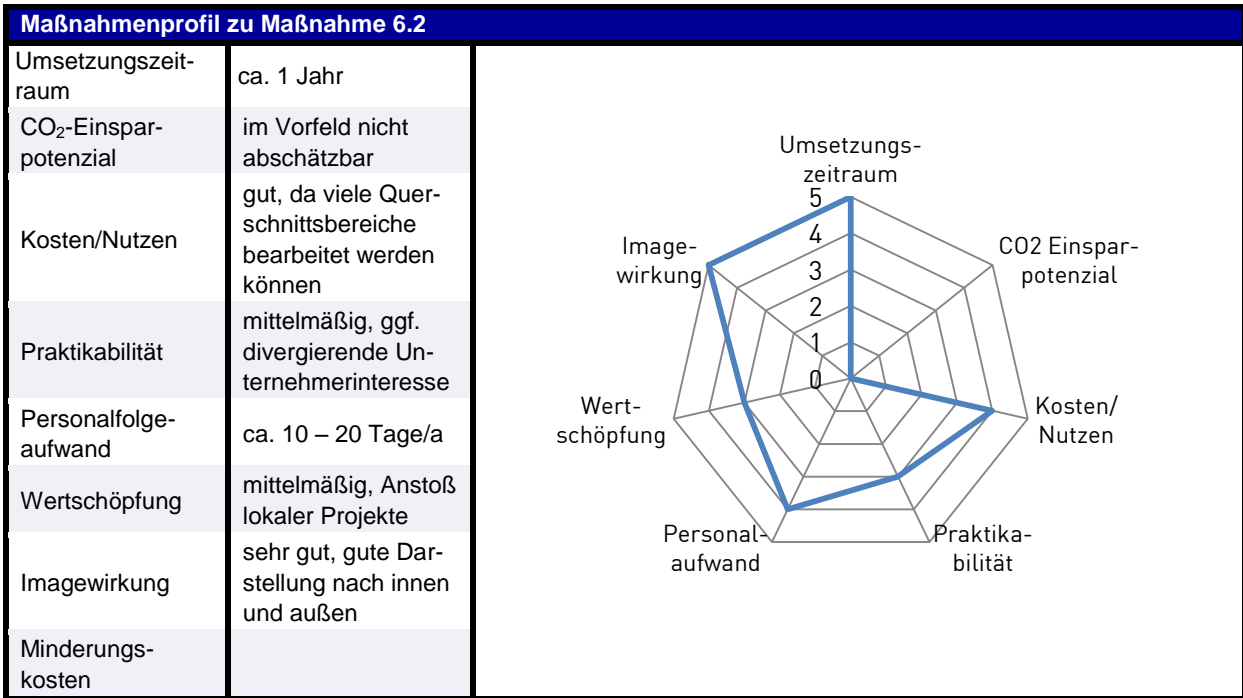 Maßnahmenprofil zu Maßnahme 6.2
Umsetzungszeit-
raum
ca. 1 Jahr
CO₂-Einspar-
potenzial
im Vorfeld nicht
abschätzbar
Kosten/Nutzen
gut, da viele Quer-
schnittsbereiche
bearbeitet werden
können
Praktikabilität
mittelmäßig, ggf.
divergierende Un-
ternehmerinteresse
Personalfolge-
aufwand
ca. 10 – 20 Tage/a
Wertschöpfung
mittelmäßig, Anstoß
lokaler Projekte
Imagewirkung
sehr gut, gute Dar-
stellung nach innen
und außen
Minderungs-
kosten
Umsetzungs-
zeitraum
CO2 Einspar-
potenzial
Kosten/
Nutzen
Praktika-
bilität
Personal-
aufwand
Wert-
schöpfung
Image-
wirkung
5
4
3
2
1
0